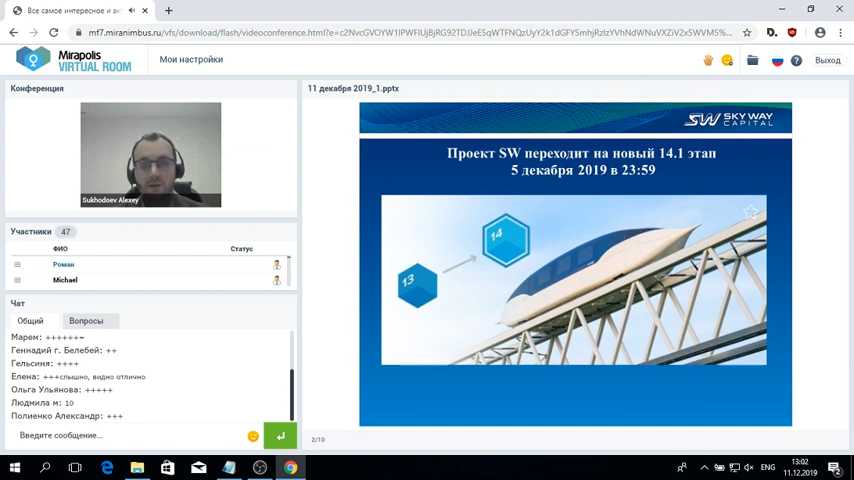 Все самое интересное и ак
mf7.miranimbus.ru/vfs/download/flash/videoconference.html?e=
Mirapolis
VIRTUAL ROOM
Мои настройки
Выход
Конференция
Sukhodoev Alexey
Участники 47
ФИО Статус
Роман
Michael
Чат
Общий Вопросы
Марем: ++++++=
Геннадий г. Белебей: ++
Гельсиня: ++++
Елена: +++слышно, видно отлично
Ольга Ульянова: +++++
Людмила м: 10
Полиенко Александр: +++
Введите сообщение...
11 декабря 2019_1.pptx
SW SKY WAY
CAPITAL
Проект SW переходит на новый 14.1 этап
5 декабря 2019 в 23:59
13
14
2/10
ENG
13:02
11.12.2019
2